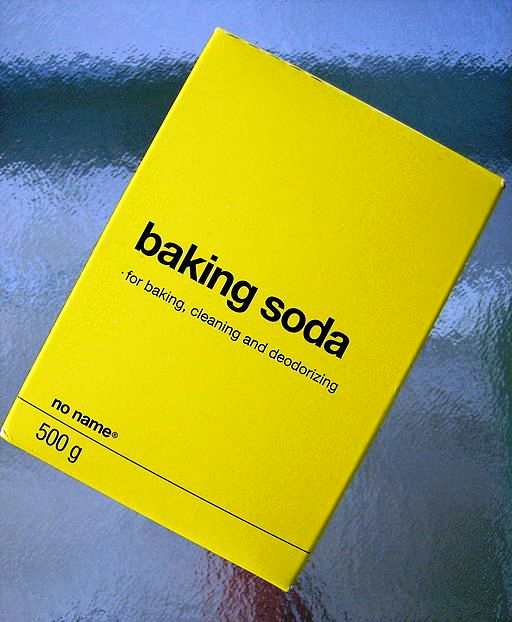 baking soda
· for baking, cleaning and deodorizing
no name®
500 g